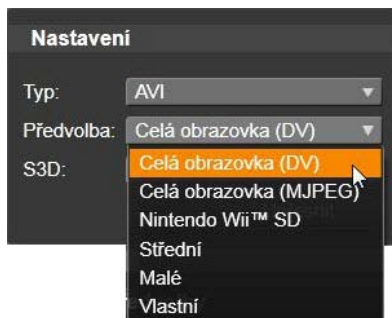 Nastavení
Typ: AVI
Předvolba: Celá obrazovka (DV)
S3D: Celá obrazovka (DV)
Celá obrazovka (MJPEG)
Nintendo Wii™ SD
Střední
Malé
Vlastní